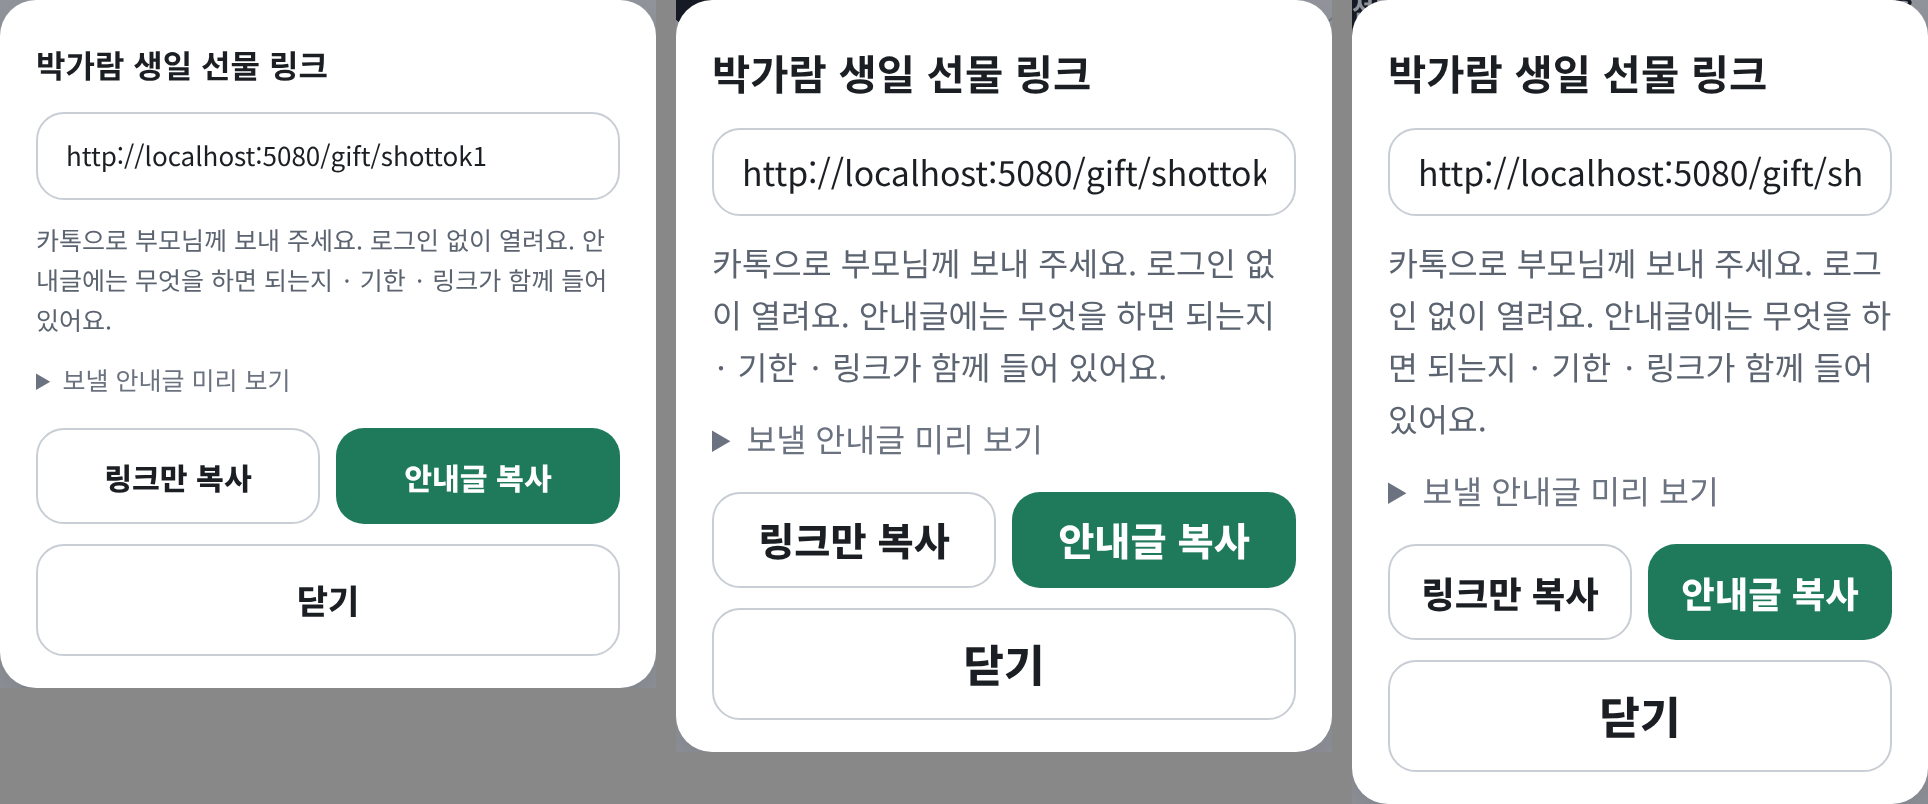 박가람 생일 선물 링크
http://localhost:5080/gift/shottok1
카톡으로 부모님께 보내 주세요. 로그인 없이 열려요. 안
내글에는 무엇을 하면 되는지 · 기한 · 링크가 함께 들어
있어요.
▶ 보낼 안내글 미리 보기
링크만 복사
안내글 복사
닫기
박가람 생일 선물 링크
http://localhost:5080/gift/shottok
카톡으로 부모님께 보내 주세요. 로그인 없
이 열려요. 안내글에는 무엇을 하면 되는지
· 기한 · 링크가 함께 들어 있어요.
▶ 보낼 안내글 미리 보기
링크만 복사
안내글 복사
닫기
박가람 생일 선물 링크
http://localhost:5080/gift/sh
카톡으로 부모님께 보내 주세요. 로그
인 없이 열려요. 안내글에는 무엇을 하
면 되는지 · 기한 · 링크가 함께 들어
있어요.
▶ 보낼 안내글 미리 보기
링크만 복사
안내글 복사
닫기